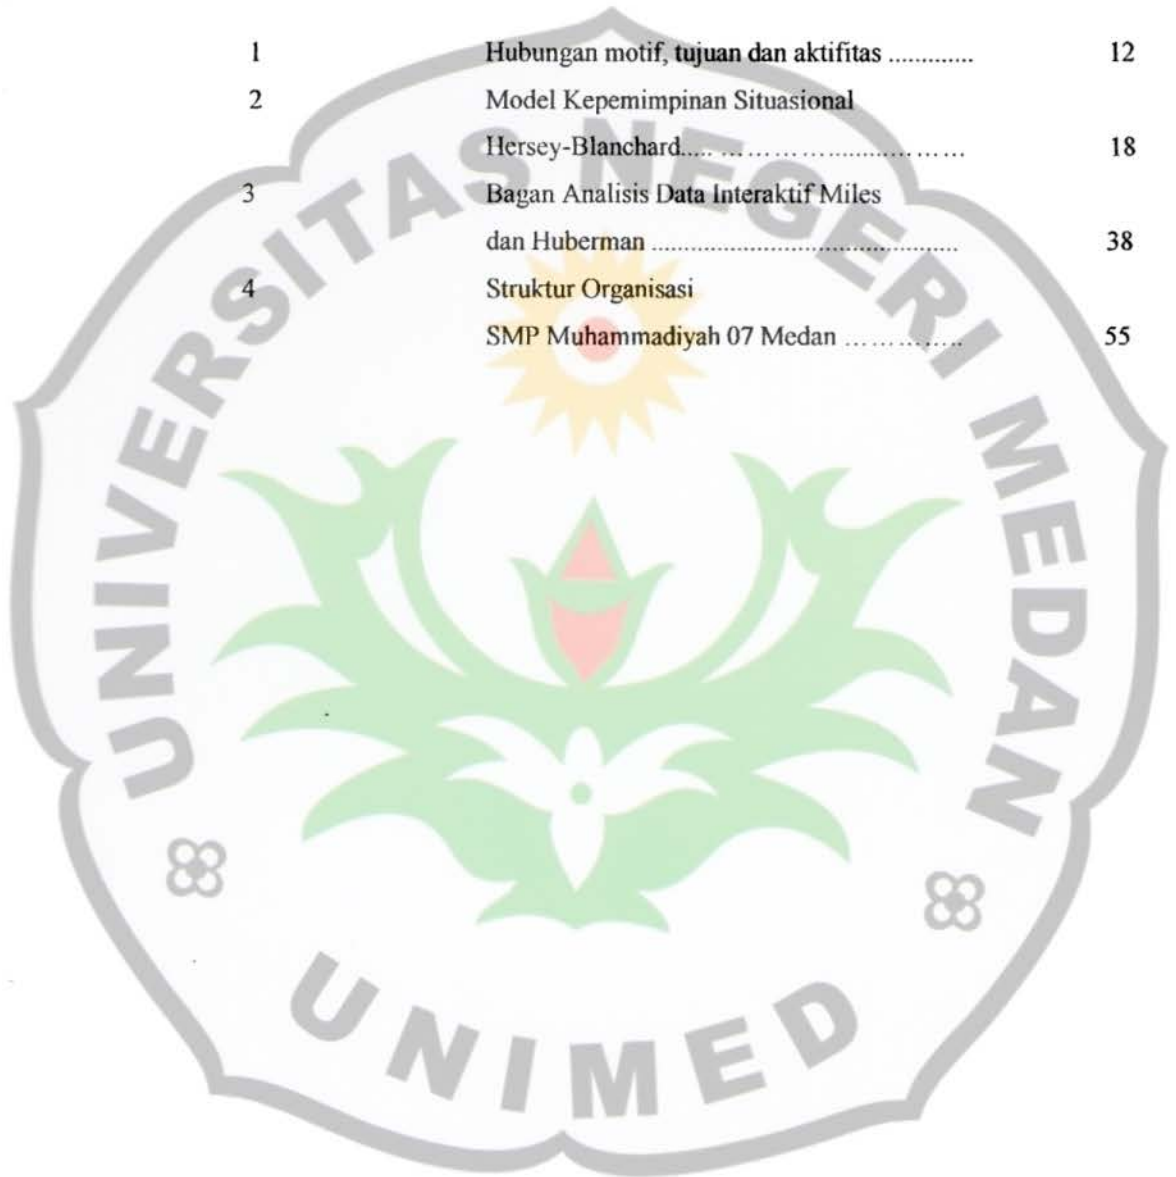 1 Hubungan motif, tujuan dan aktifitas ............. 12
2 Model Kepemimpinan Situasional
Hersey-Blanchard..... ........................... 18
3 Bagan Analisis Data Interaktif Miles
dan Huberman .......................................... 38
4 Struktur Organisasi
SMP Muhammadiyah 07 Medan .............. 55
UNIVERSITAS NEGERI MEDAN
UNIMED